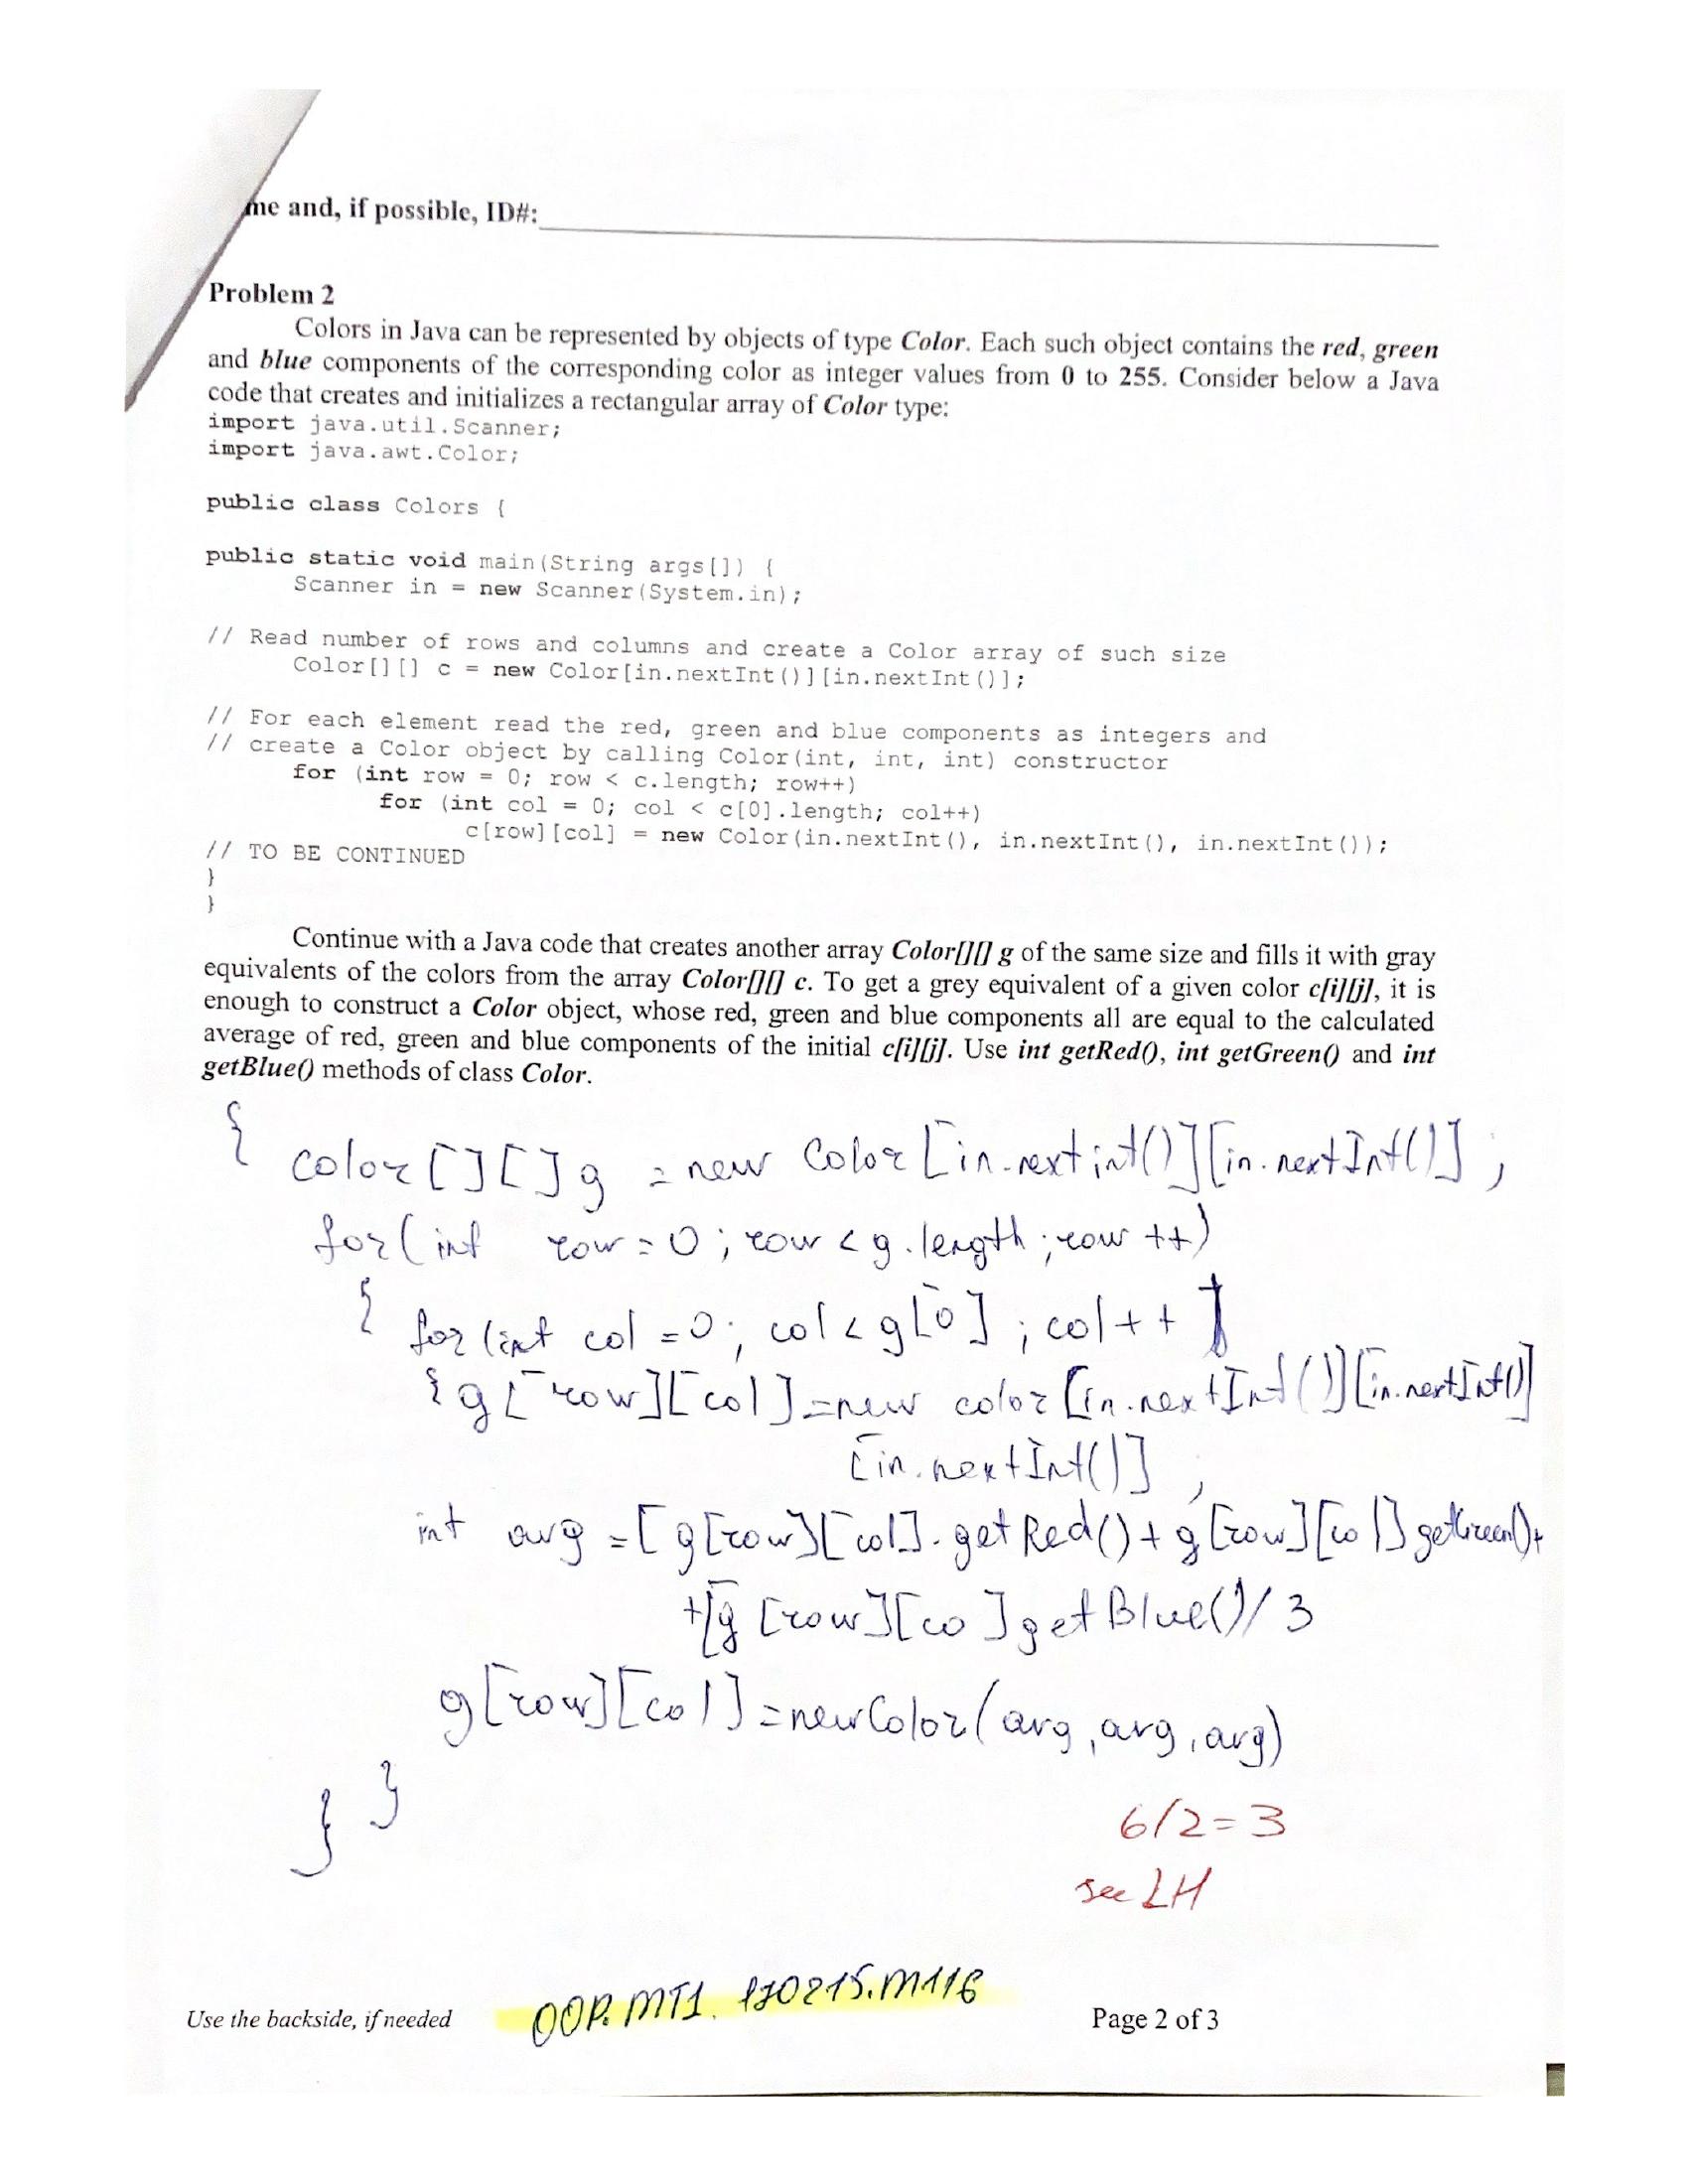 me and, if possible, ID#:
Problem 2
Colors in Java can be represented by objects of type Color. Each such object contains the red, green
and blue components of the corresponding color as integer values from 0 to 255. Consider below a Java
code that creates and initializes a rectangular array of Color type:
import java.util.Scanner;
import java.awt.Color;
public class Colors {
public static void main(String args[]) {
Scanner in = new Scanner(System.in);
// Read number of rows and columns and create a Color array of such size
Color[][] c = new Color[in.nextInt()][in.nextInt()];
// For each element read the red, green and blue components as integers and
// create a Color object by calling Color(int, int, int) constructor
for (int row = 0; row < c.length; row++)
for (int col = 0; col < c[0].length; col++)
c[row][col] = new Color(in.nextInt(), in.nextInt(), in.nextInt());
// TO BE CONTINUED
}
}
Continue with a Java code that creates another array Color[][] g of the same size and fills it with gray
equivalents of the colors from the array Color[][] c. To get a grey equivalent of a given color c[i][j], it is
enough to construct a Color object, whose red, green and blue components all are equal to the calculated
average of red, green and blue components of the initial c[i][j]. Use int getRed(), int getGreen() and int
getBlue() methods of class Color.
{ color [][] g = new Color [in.nextint()][in.nextInt()];
for(int row=0; row < g.length; row ++)
{ for(int col =0; col < g[0]; col++]
{g[row][col]=new color [in.nextInt()][in.nextInt()]
[in.nextInt()];
int avg =[g[row][col].getRed()+g[row][col]getGreen()+
+[g[row][co]getBlue()/3
g[row][col]=newColor(avg,avg,avg)
} }
6/2=3
see LH
Use the backside, if needed
OOP. MT1. 170215.M116
Page 2 of 3